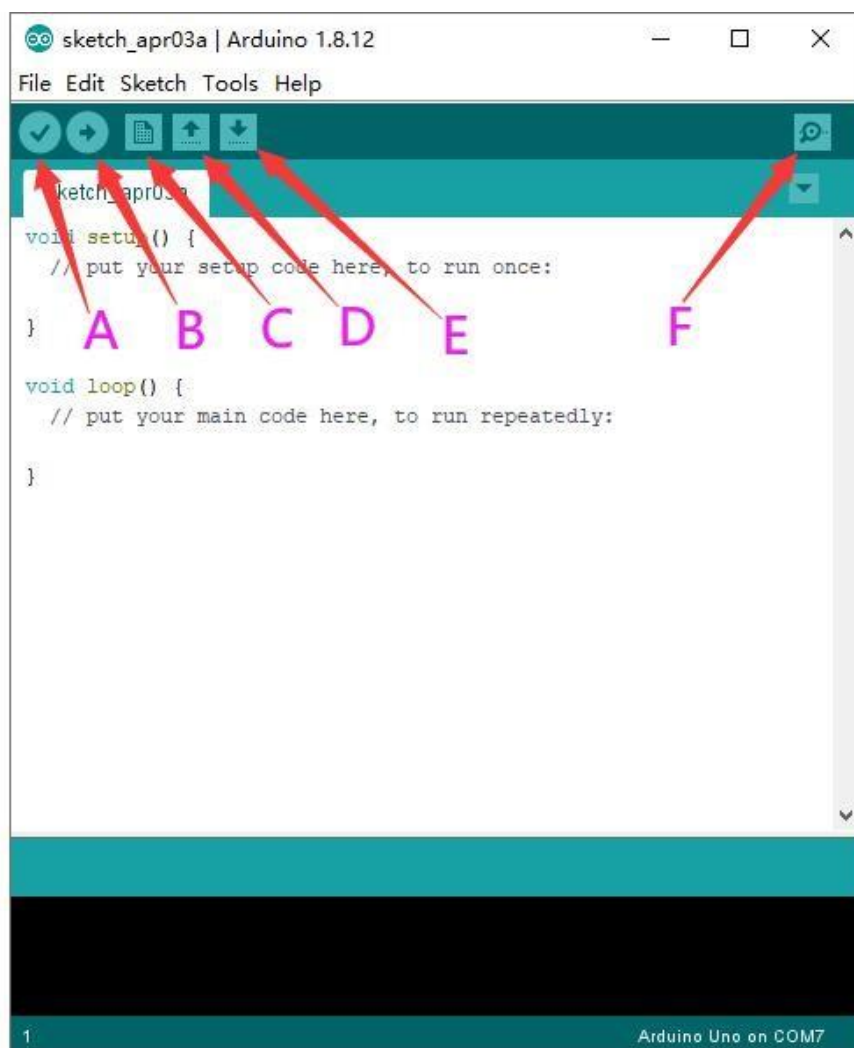 sketch_apr03a | Arduino 1.8.12
File Edit Sketch Tools Help
sketch_apr03a
void setup() {
  // put your setup code here, to run once:
}
A B C D E F
void loop() {
  // put your main code here, to run repeatedly:
}
1 Arduino Uno on COM7